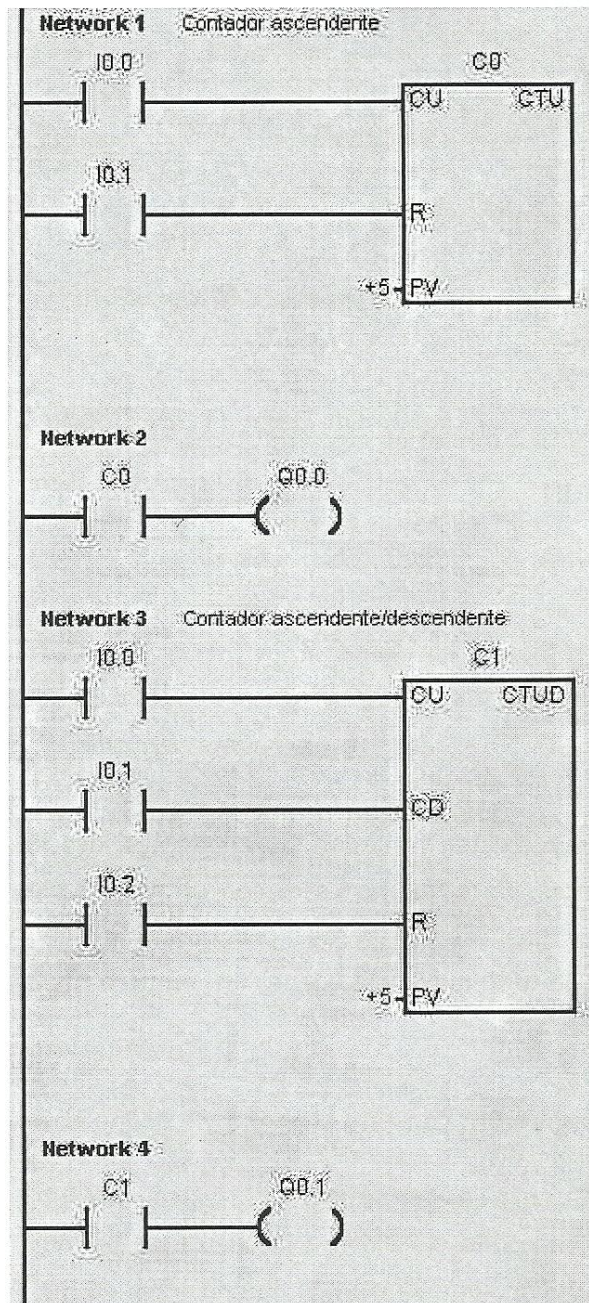 Network 1 Contador ascendente
I0.0
C0
CU CTU
I0.1
R
+5 PV
Network 2
C0 Q0.0
Network 3 Contador ascendente/descendente
I0.0
C1
CU CTUD
I0.1
CD
I0.2
R
+5 PV
Network 4
C1 Q0.1